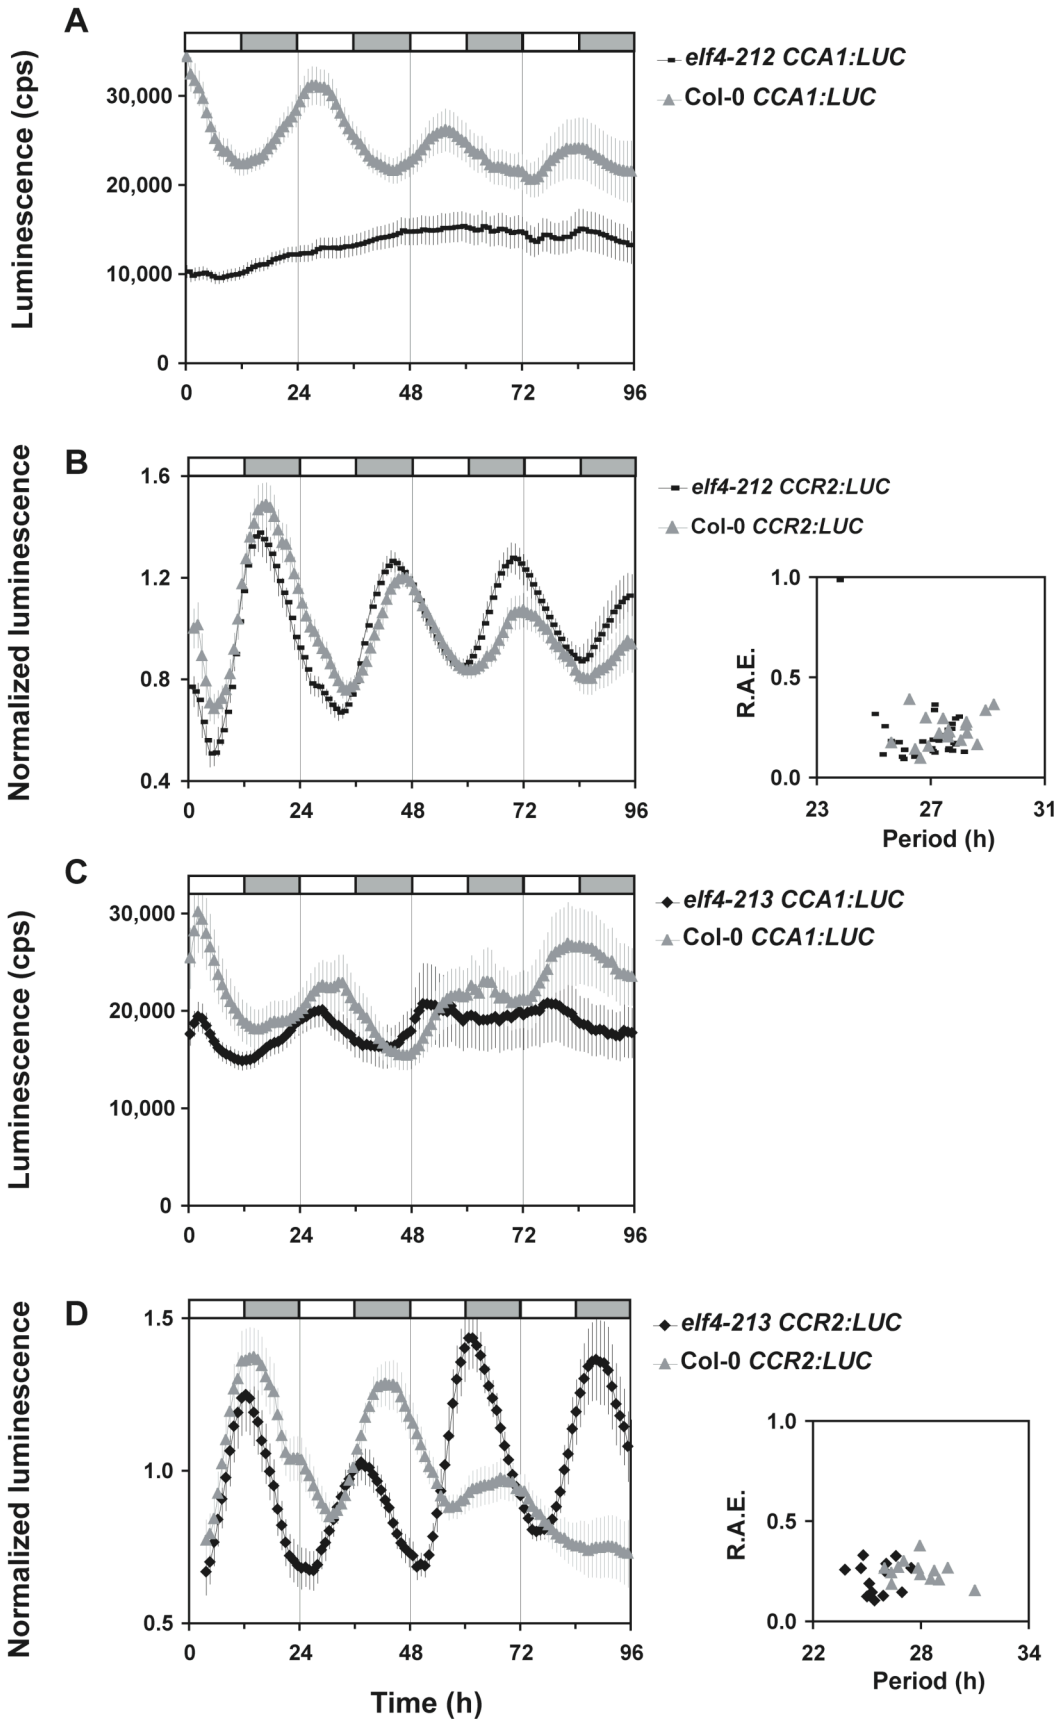 A
Luminescence (cps)
30,000
20,000
10,000
0
0 24 48 72 96
elf4-212 CCA1:LUC
Col-0 CCA1:LUC
B
Normalized luminescence
1.6
1.2
0.8
0.4
0 24 48 72 96
elf4-212 CCR2:LUC
Col-0 CCR2:LUC
R.A.E.
1.0
0.5
0.0
23 27 31
Period (h)
C
Luminescence (cps)
30,000
20,000
10,000
0
0 24 48 72 96
elf4-213 CCA1:LUC
Col-0 CCA1:LUC
D
Normalized luminescence
1.5
1.0
0.5
0 24 48 72 96
Time (h)
elf4-213 CCR2:LUC
Col-0 CCR2:LUC
R.A.E.
1.0
0.5
0.0
22 28 34
Period (h)